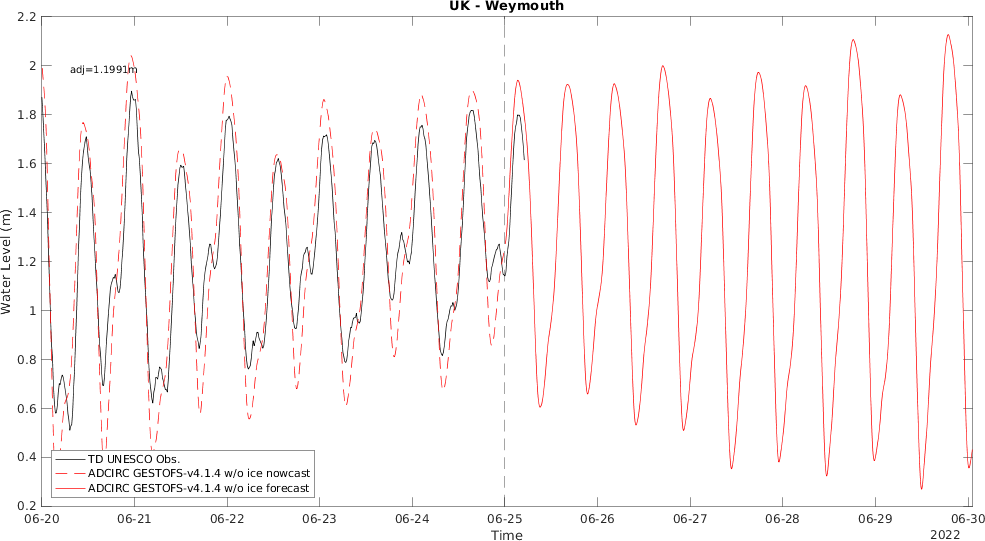 UK - Weymouth
2.2
2
1.8
1.6
1.4
1.2
1
0.8
0.6
0.4
0.2
Water Level (m)
adj=1.1991m
TD UNESCO Obs.
ADCIRC GESTOFS-v4.1.4 w/o ice nowcast
ADCIRC GESTOFS-v4.1.4 w/o ice forecast
06-20 06-21 06-22 06-23 06-24 06-25 06-26 06-27 06-28 06-29 06-30
Time
2022